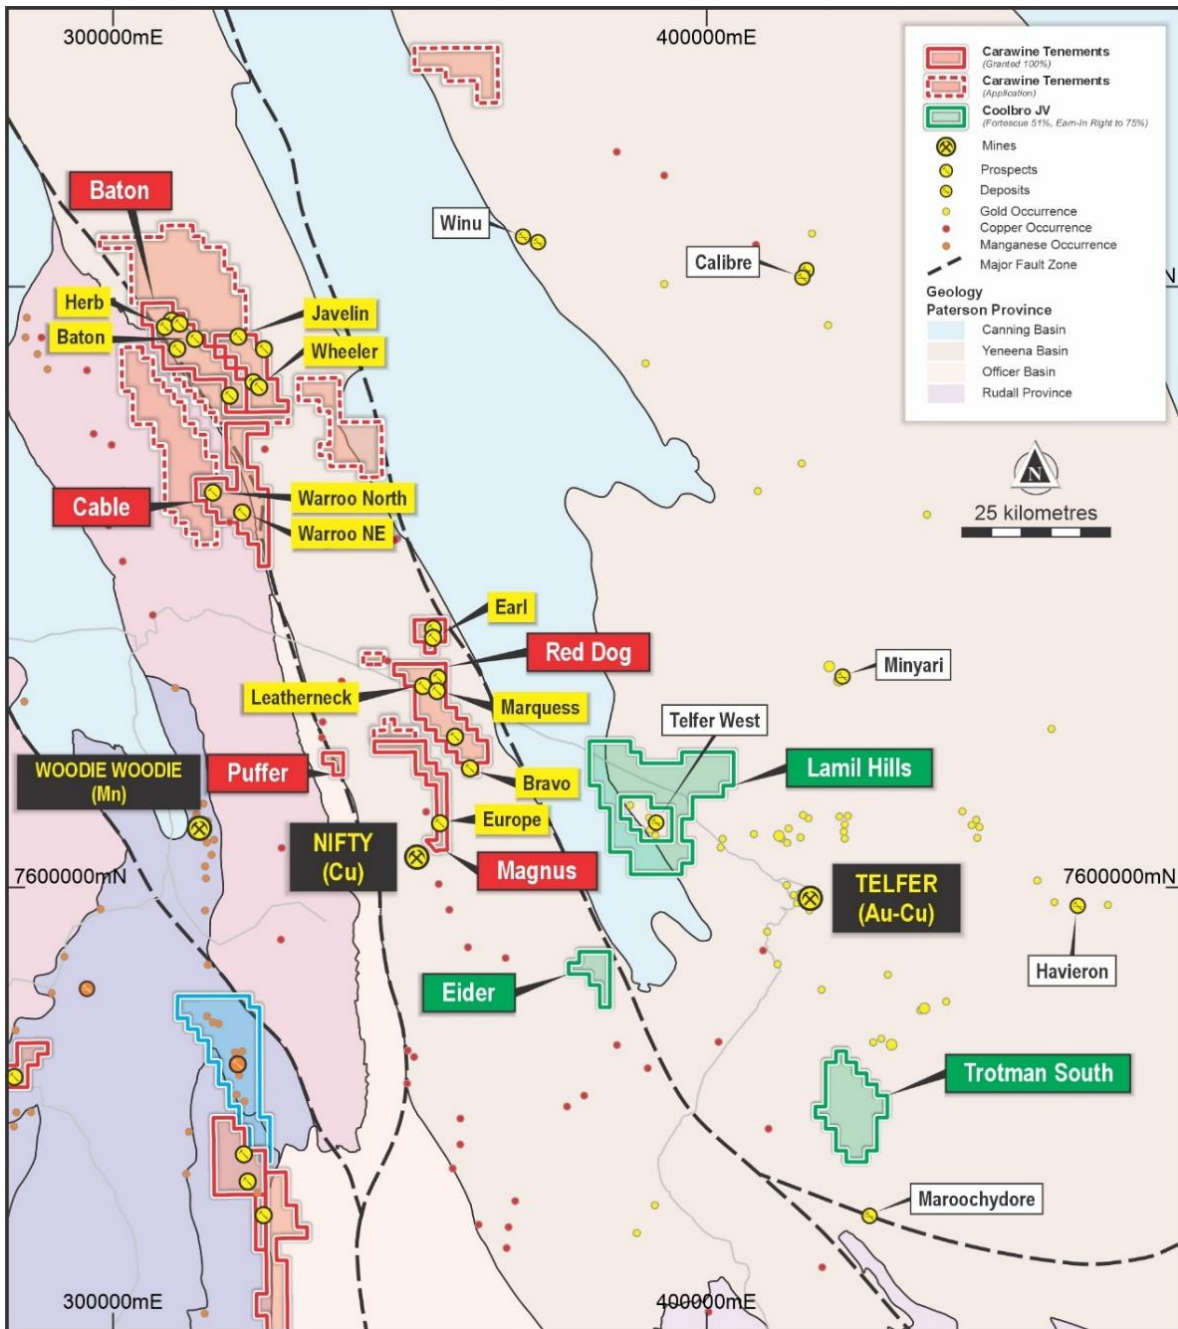 300000mE
400000mE
Carawine Tenements
(Granted 100%)
Carawine Tenements
(Application)
Coolbro JV
(Fortescue 51%, Earn-In Right to 75%)
Mines
Prospects
Deposits
Gold Occurrence
Copper Occurrence
Manganese Occurrence
Major Fault Zone
Geology
Paterson Province
Canning Basin
Yeneena Basin
Officer Basin
Rudall Province
N
N
25 kilometres
Baton
Winu
Calibre
Herb
Javelin
Baton
Wheeler
Cable
Warroo North
Warroo NE
Earl
Red Dog
Minyari
Leatherneck
Marquess
Telfer West
WOODIE WOODIE
(Mn)
Puffer
Bravo
Lamil Hills
Europe
NIFTY
(Cu)
Magnus
7600000mN
7600000mN
TELFER
(Au-Cu)
Eider
Havieron
Trotman South
Maroochydore
300000mE
400000mE